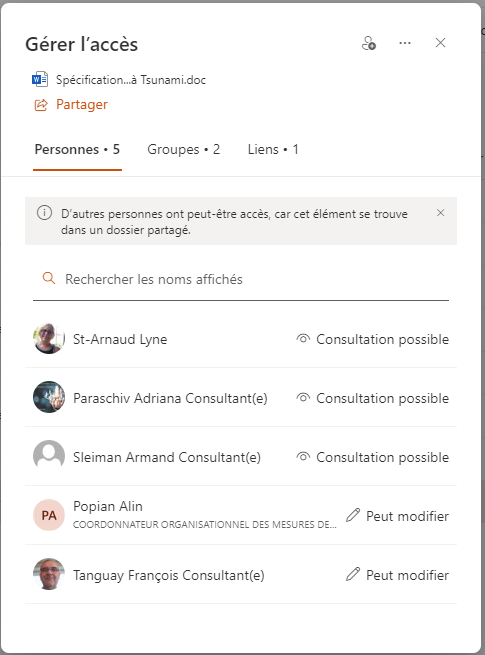 Gérer l’accès
Spécification...à Tsunami.doc
Partager
Personnes • 5 Groupes • 2 Liens • 1
D’autres personnes ont peut-être accès, car cet élément se trouve
dans un dossier partagé.
Rechercher les noms affichés
St-Arnaud Lyne Consultation possible
Paraschiv Adriana Consultant(e) Consultation possible
Sleiman Armand Consultant(e) Consultation possible
PA Popian Alin Peut modifier
COORDONNATEUR ORGANISATIONNEL DES MESURES DE...
Tanguay François Consultant(e) Peut modifier